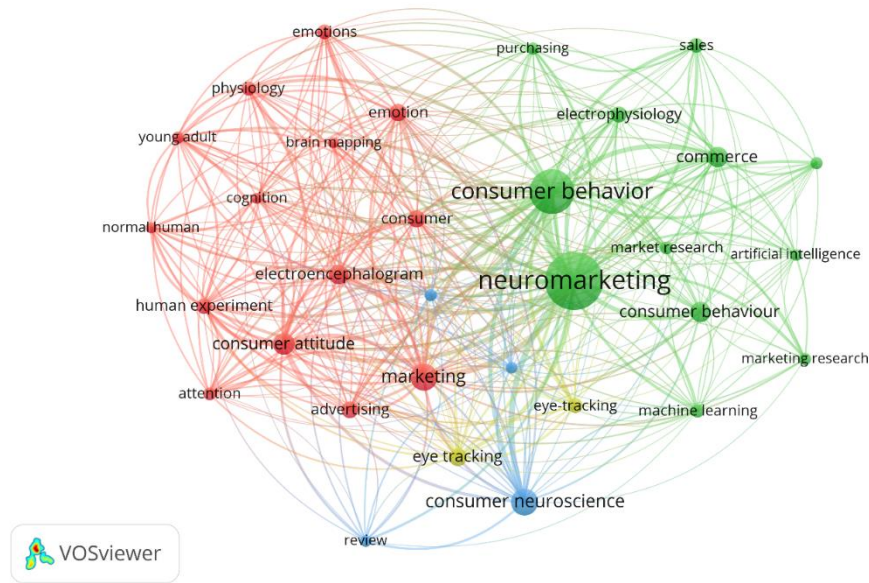 emotions
purchasing
sales
physiology
emotion
electrophysiology
young adult
brain mapping
commerce
consumer behavior
cognition
consumer
normal human
market research
artificial intelligence
electroencephalogram
neuromarketing
human experiment
consumer behaviour
consumer attitude
marketing
marketing research
attention
advertising
eye-tracking
machine learning
eye tracking
consumer neuroscience
review
VOSviewer